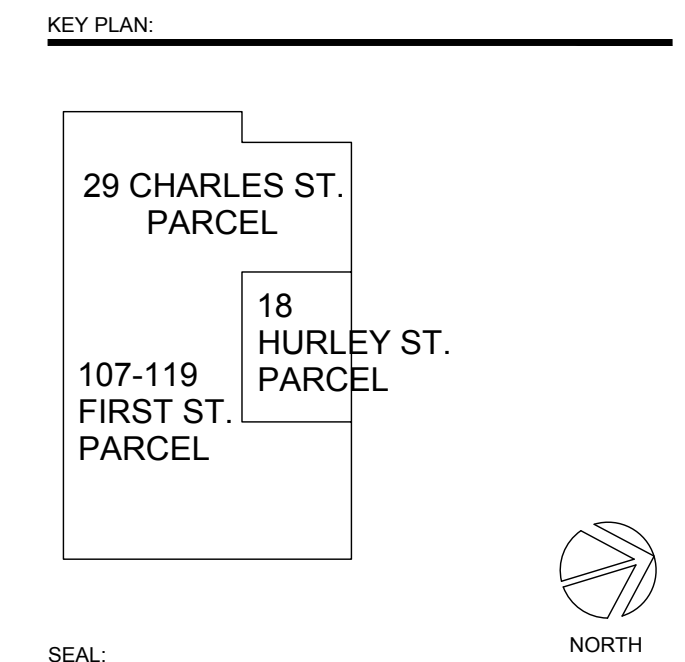 KEY PLAN:
29 CHARLES ST.
PARCEL
18
HURLEY ST.
PARCEL
107-119
FIRST ST.
PARCEL
NORTH
SEAL: